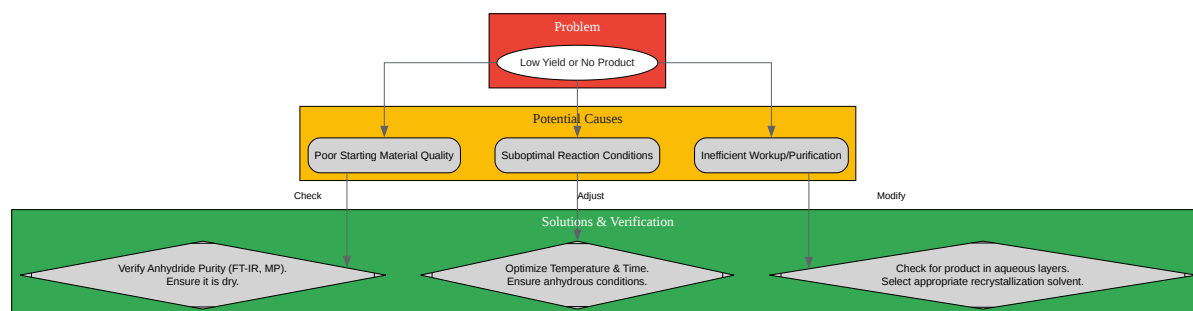 Problem
Low Yield or No Product
Potential Causes
Poor Starting Material Quality
Suboptimal Reaction Conditions
Inefficient Workup/Purification
Check
Adjust
Modify
Solutions & Verification
Verify Anhydride Purity (FT-IR, MP).
Ensure it is dry.
Optimize Temperature & Time.
Ensure anhydrous conditions.
Check for product in aqueous layers.
Select appropriate recrystallization solvent.